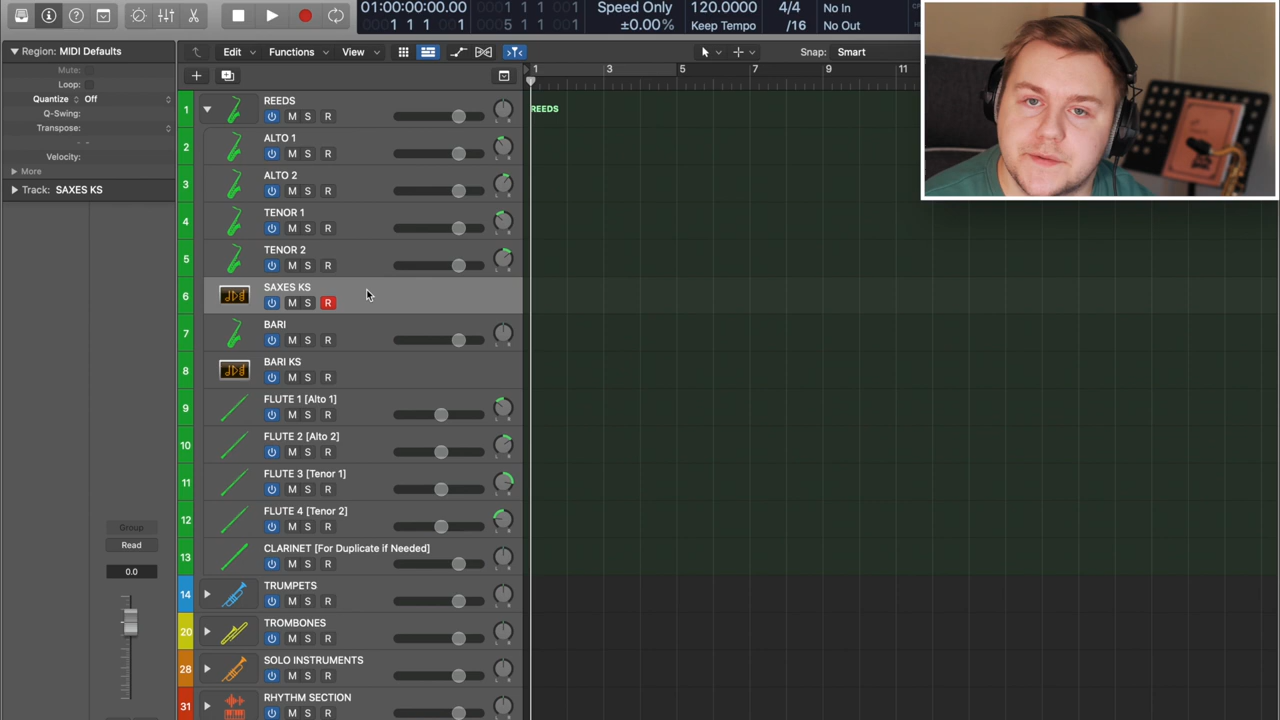 01:00:00:00.00
1 1 1 1
5 1 1 1
Speed Only
±0.00%
120.0000
Keep Tempo
4/4
/16
No In
No Out
Region: MIDI Defaults
Mute:
Loop:
Quantize Off
Q-Swing:
Transpose:
Velocity:
More
Track: SAXES KS
Group
Read
0.0
Edit Functions View Snap: Smart
1 3 5 7 9 11
1 REEDS
M S R
REEDS
2 ALTO 1
M S R
3 ALTO 2
M S R
4 TENOR 1
M S R
5 TENOR 2
M S R
6 SAXES KS
M S R
7 BARI
M S R
8 BARI KS
M S R
9 FLUTE 1 [Alto 1]
M S R
10 FLUTE 2 [Alto 2]
M S R
11 FLUTE 3 [Tenor 1]
M S R
12 FLUTE 4 [Tenor 2]
M S R
13 CLARINET [For Duplicate if Needed]
M S R
14 TRUMPETS
M S R
20 TROMBONES
M S R
28 SOLO INSTRUMENTS
M S R
31 RHYTHM SECTION
M S R